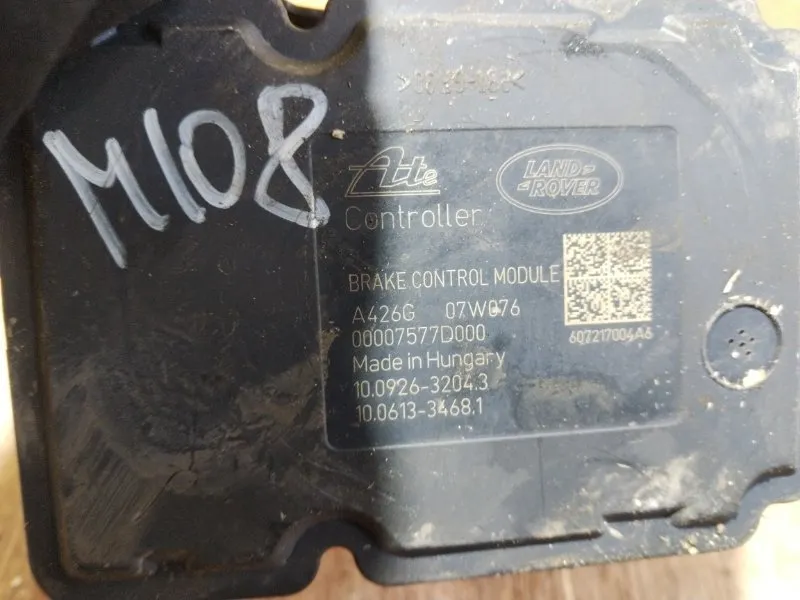 M108
Ate
LAND
ROVER
Controller
BRAKE CONTROL MODULE
A426G 07W076
00007577D000
607217004A6
Made in Hungary
10.0926-3204.3
10.0613-3468.1